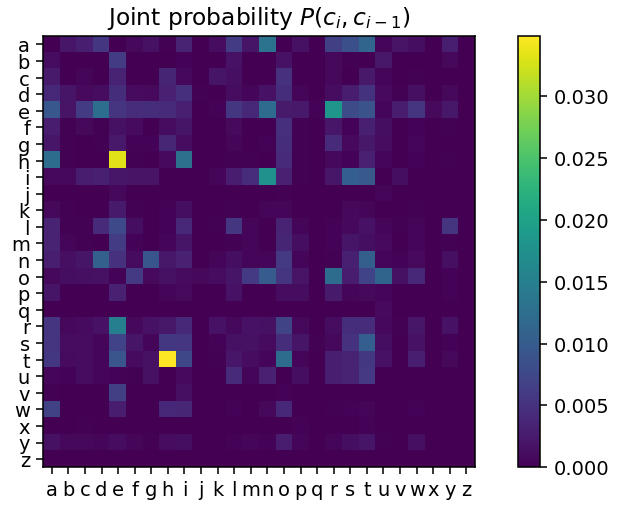 Joint probability P(c_i, c_{i−1})
a
b
c
d
e
f
g
h
i
j
k
l
m
n
o
p
q
r
s
t
u
v
w
x
y
z
a b c d e f g h i j k l m n o p q r s t u v w x y z
0.030
0.025
0.020
0.015
0.010
0.005
0.000